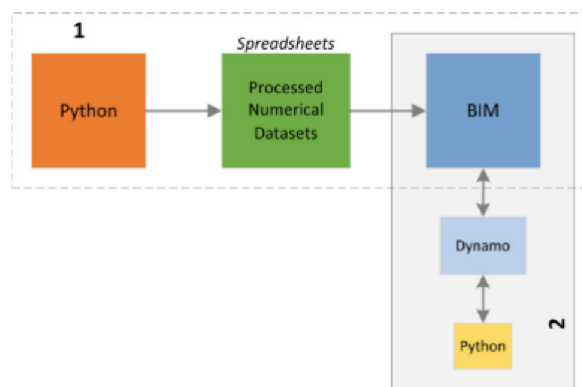 1
Spreadsheets
Python
Processed
Numerical
Datasets
BIM
Dynamo
2
Python